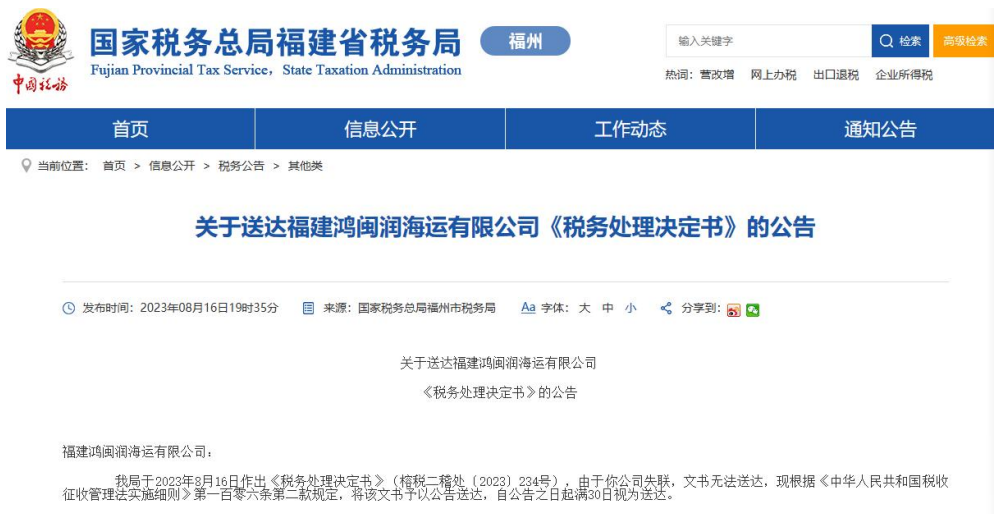 国家税务总局福建省税务局
福州
Fujian Provincial Tax Service, State Taxation Administration
中国税务
输入关键字
检索
高级检索
热词：营改增 网上办税 出口退税 企业所得税
首页 信息公开 工作动态 通知公告
当前位置： 首页 > 信息公开 > 税务公告 > 其他类
关于送达福建鸿闽润海运有限公司《税务处理决定书》的公告
发布时间：2023年08月16日19时35分 来源：国家税务总局福州市税务局 Aa 字体： 大 中 小 分享到：
关于送达福建鸿闽润海运有限公司
《税务处理决定书》的公告
福建鸿闽润海运有限公司：
我局于2023年8月16日作出《税务处理决定书》（榕税二稽处〔2023〕234号），由于你公司失联，文书无法送达，现根据《中华人民共和国税收
征收管理法实施细则》第一百零六条第二款规定，将该文书予以公告送达，自公告之日起满30日视为送达。